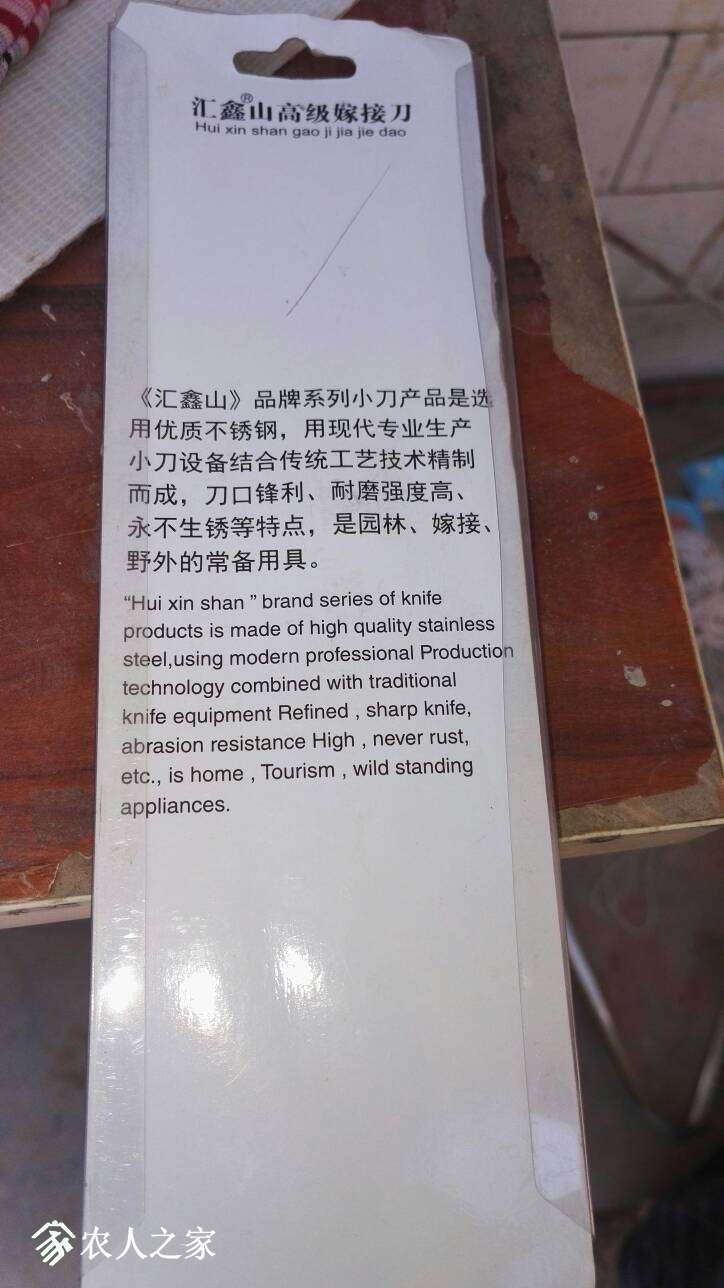 汇鑫®山高级嫁接刀
Hui xin shan gao ji jia jie dao
《汇鑫山》品牌系列小刀产品是选
用优质不锈钢，用现代专业生产
小刀设备结合传统工艺技术精制
而成，刀口锋利、耐磨强度高、
永不生锈等特点，是园林、嫁接、
野外的常备用具。
“Hui xin shan ” brand series of knife
products is made of high quality stainless
steel,using modern professional Production
technology combined with traditional
knife equipment Refined , sharp knife,
abrasion resistance High , never rust,
etc., is home , Tourism , wild standing
appliances.
农人之家